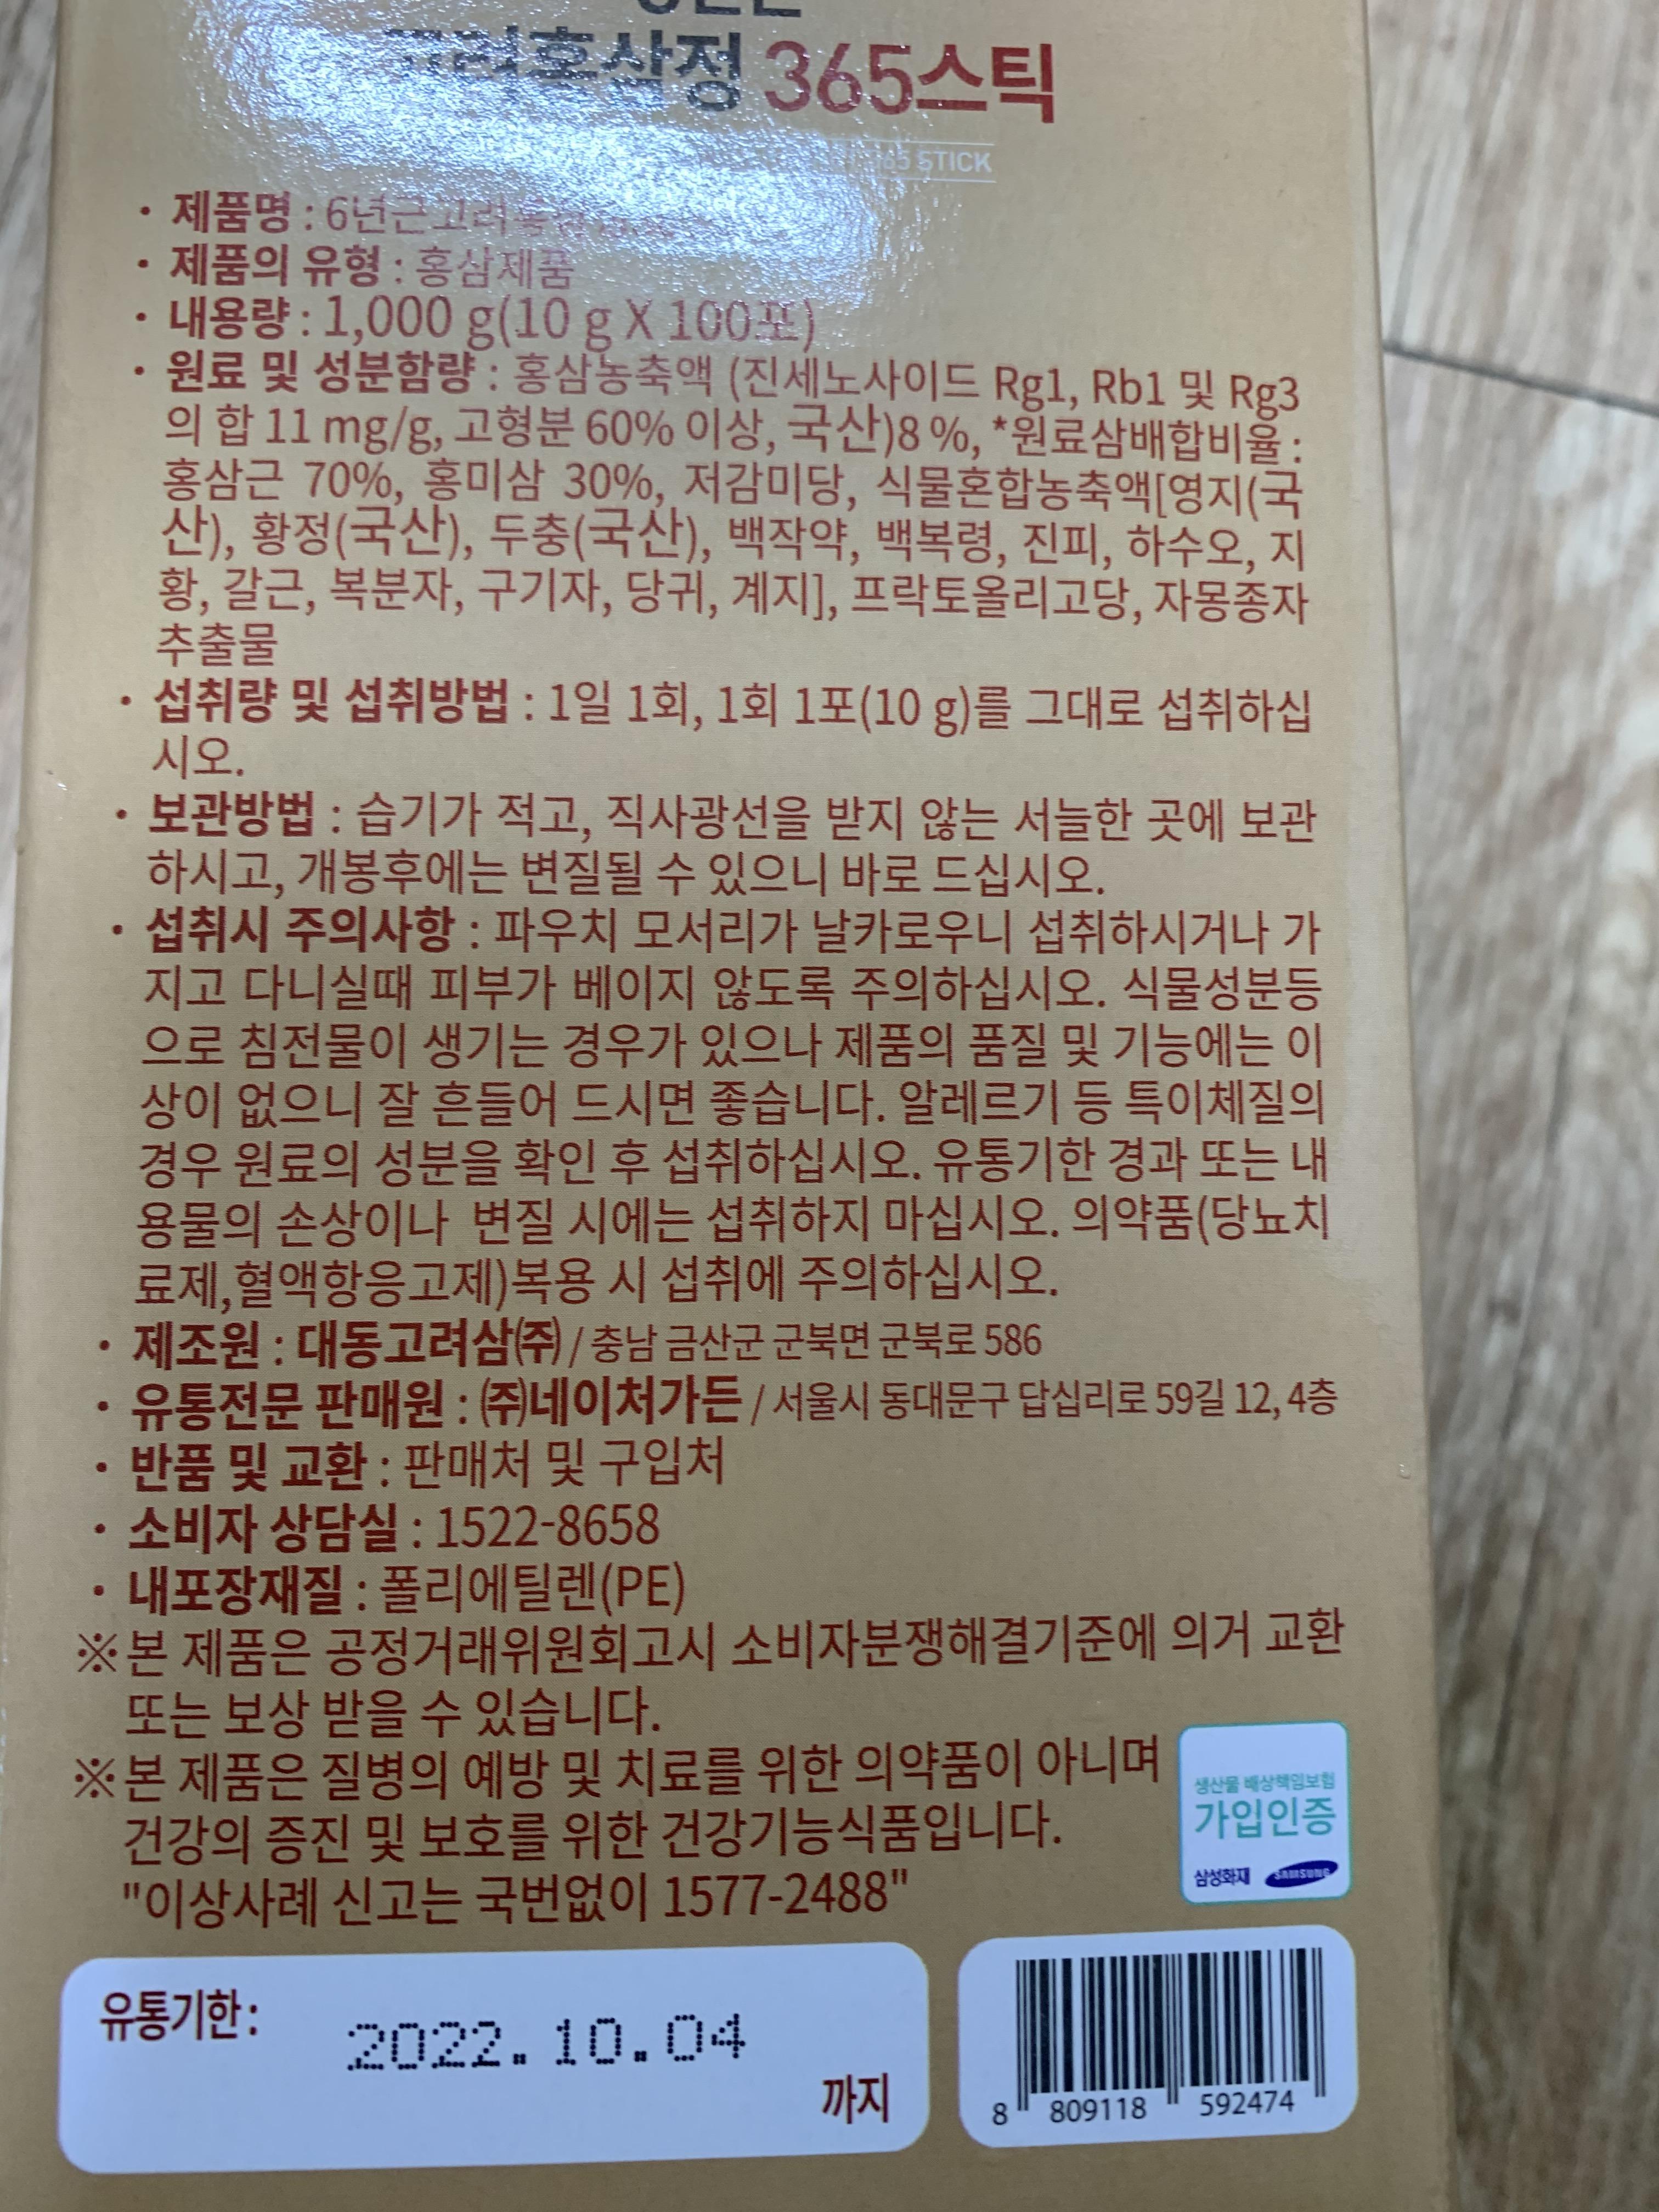 고려홍삼정 365스틱
365 STICK
• 제품명 : 6년근고려홍삼
• 제품의 유형 : 홍삼제품
• 내용량 : 1,000 g(10 g X 100포)
• 원료 및 성분함량 : 홍삼농축액 (진세노사이드 Rg1, Rb1 및 Rg3
의 합 11 mg/g, 고형분 60% 이상, 국산)8 %, *원료삼배합비율 :
홍삼근 70%, 홍미삼 30%, 저감미당, 식물혼합농축액[영지(국
산), 황정(국산), 두충(국산), 백작약, 백복령, 진피, 하수오, 지
황, 갈근, 복분자, 구기자, 당귀, 계지], 프락토올리고당, 자몽종자
추출물
• 섭취량 및 섭취방법 : 1일 1회, 1회 1포(10 g)를 그대로 섭취하십
시오.
• 보관방법 : 습기가 적고, 직사광선을 받지 않는 서늘한 곳에 보관
하시고, 개봉후에는 변질될 수 있으니 바로 드십시오.
• 섭취시 주의사항 : 파우치 모서리가 날카로우니 섭취하시거나 가
지고 다니실때 피부가 베이지 않도록 주의하십시오. 식물성분등
으로 침전물이 생기는 경우가 있으나 제품의 품질 및 기능에는 이
상이 없으니 잘 흔들어 드시면 좋습니다. 알레르기 등 특이체질의
경우 원료의 성분을 확인 후 섭취하십시오. 유통기한 경과 또는 내
용물의 손상이나 변질 시에는 섭취하지 마십시오. 의약품(당뇨치
료제,혈액항응고제)복용 시 섭취에 주의하십시오.
• 제조원 : 대동고려삼㈜ / 충남 금산군 군북면 군북로 586
• 유통전문 판매원 : ㈜네이처가든 / 서울시 동대문구 답십리로 59길 12, 4층
• 반품 및 교환 : 판매처 및 구입처
• 소비자 상담실 : 1522-8658
• 내포장재질 : 폴리에틸렌(PE)
※본 제품은 공정거래위원회고시 소비자분쟁해결기준에 의거 교환
또는 보상 받을 수 있습니다.
※본 제품은 질병의 예방 및 치료를 위한 의약품이 아니며
건강의 증진 및 보호를 위한 건강기능식품입니다.
"이상사례 신고는 국번없이 1577-2488"
생산물 배상책임보험
가입인증
삼성화재 SAMSUNG
유통기한 :
2022.10.04
까지
8 809118 592474